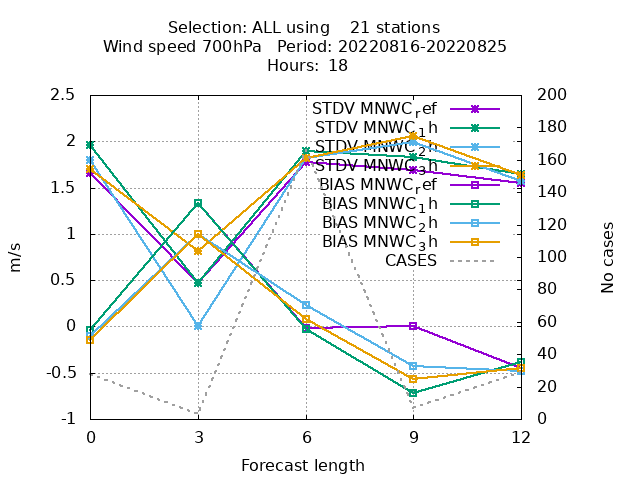 Selection: ALL using    21 stations
Wind speed 700hPa   Period: 20220816-20220825
Hours:  18
2.5
2
1.5
1
0.5
0
-0.5
-1
200
180
160
140
120
100
80
60
40
20
0
STDV MNWC_ref
STDV MNWC_1h
STDV MNWC_2h
STDV MNWC_3h
BIAS MNWC_ref
BIAS MNWC_1h
BIAS MNWC_2h
BIAS MNWC_3h
CASES
m/s
No cases
0 3 6 9 12
Forecast length